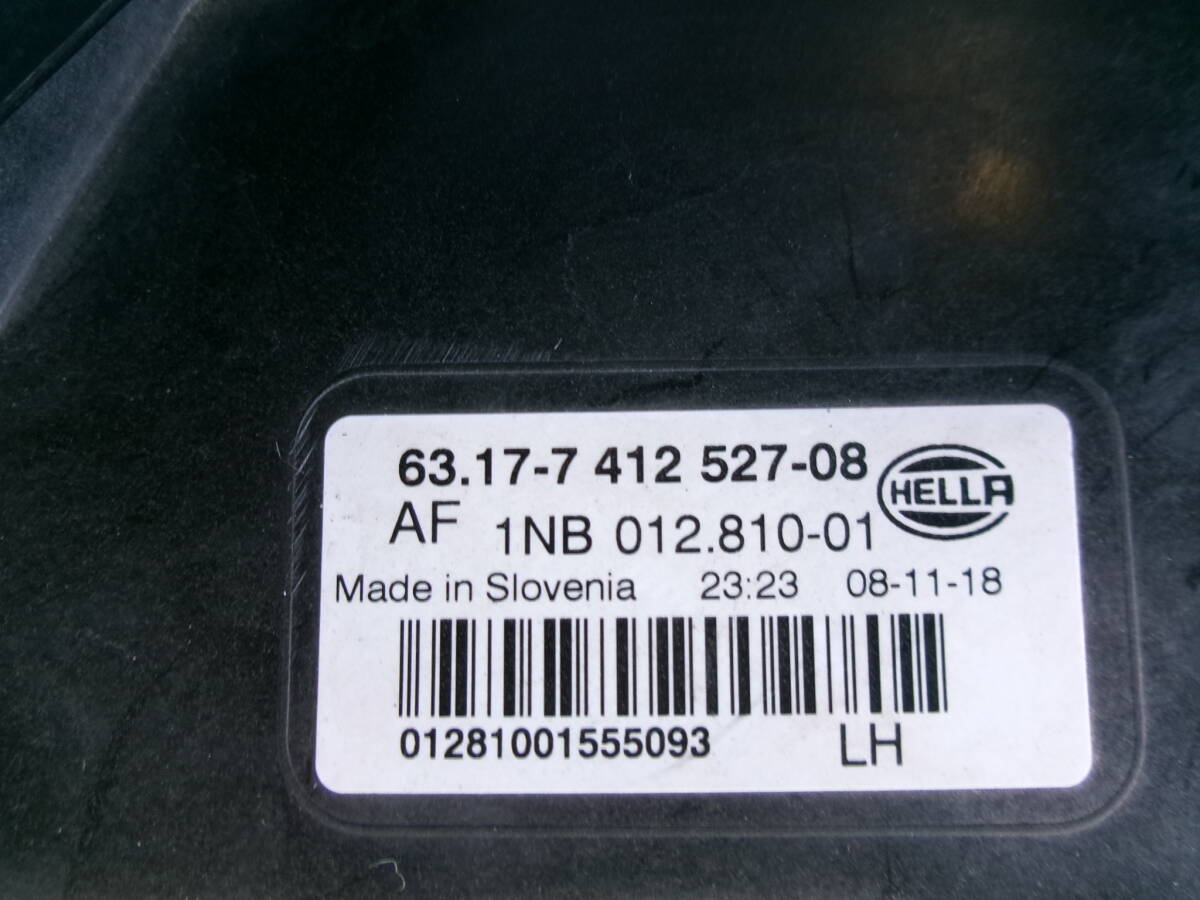 63.17-7 412 527-08
HELLA
AF 1NB 012.810-01
Made in Slovenia 23:23 08-11-18
01281001555093 LH